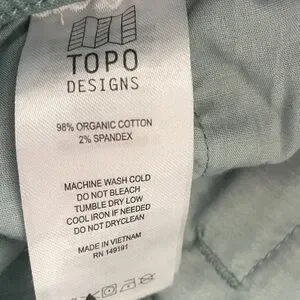 TOPO
DESIGNS
98% ORGANIC COTTON
2% SPANDEX
MACHINE WASH COLD
DO NOT BLEACH
TUMBLE DRY LOW
COOL IRON IF NEEDED
DO NOT DRYCLEAN
MADE IN VIETNAM
RN 149191